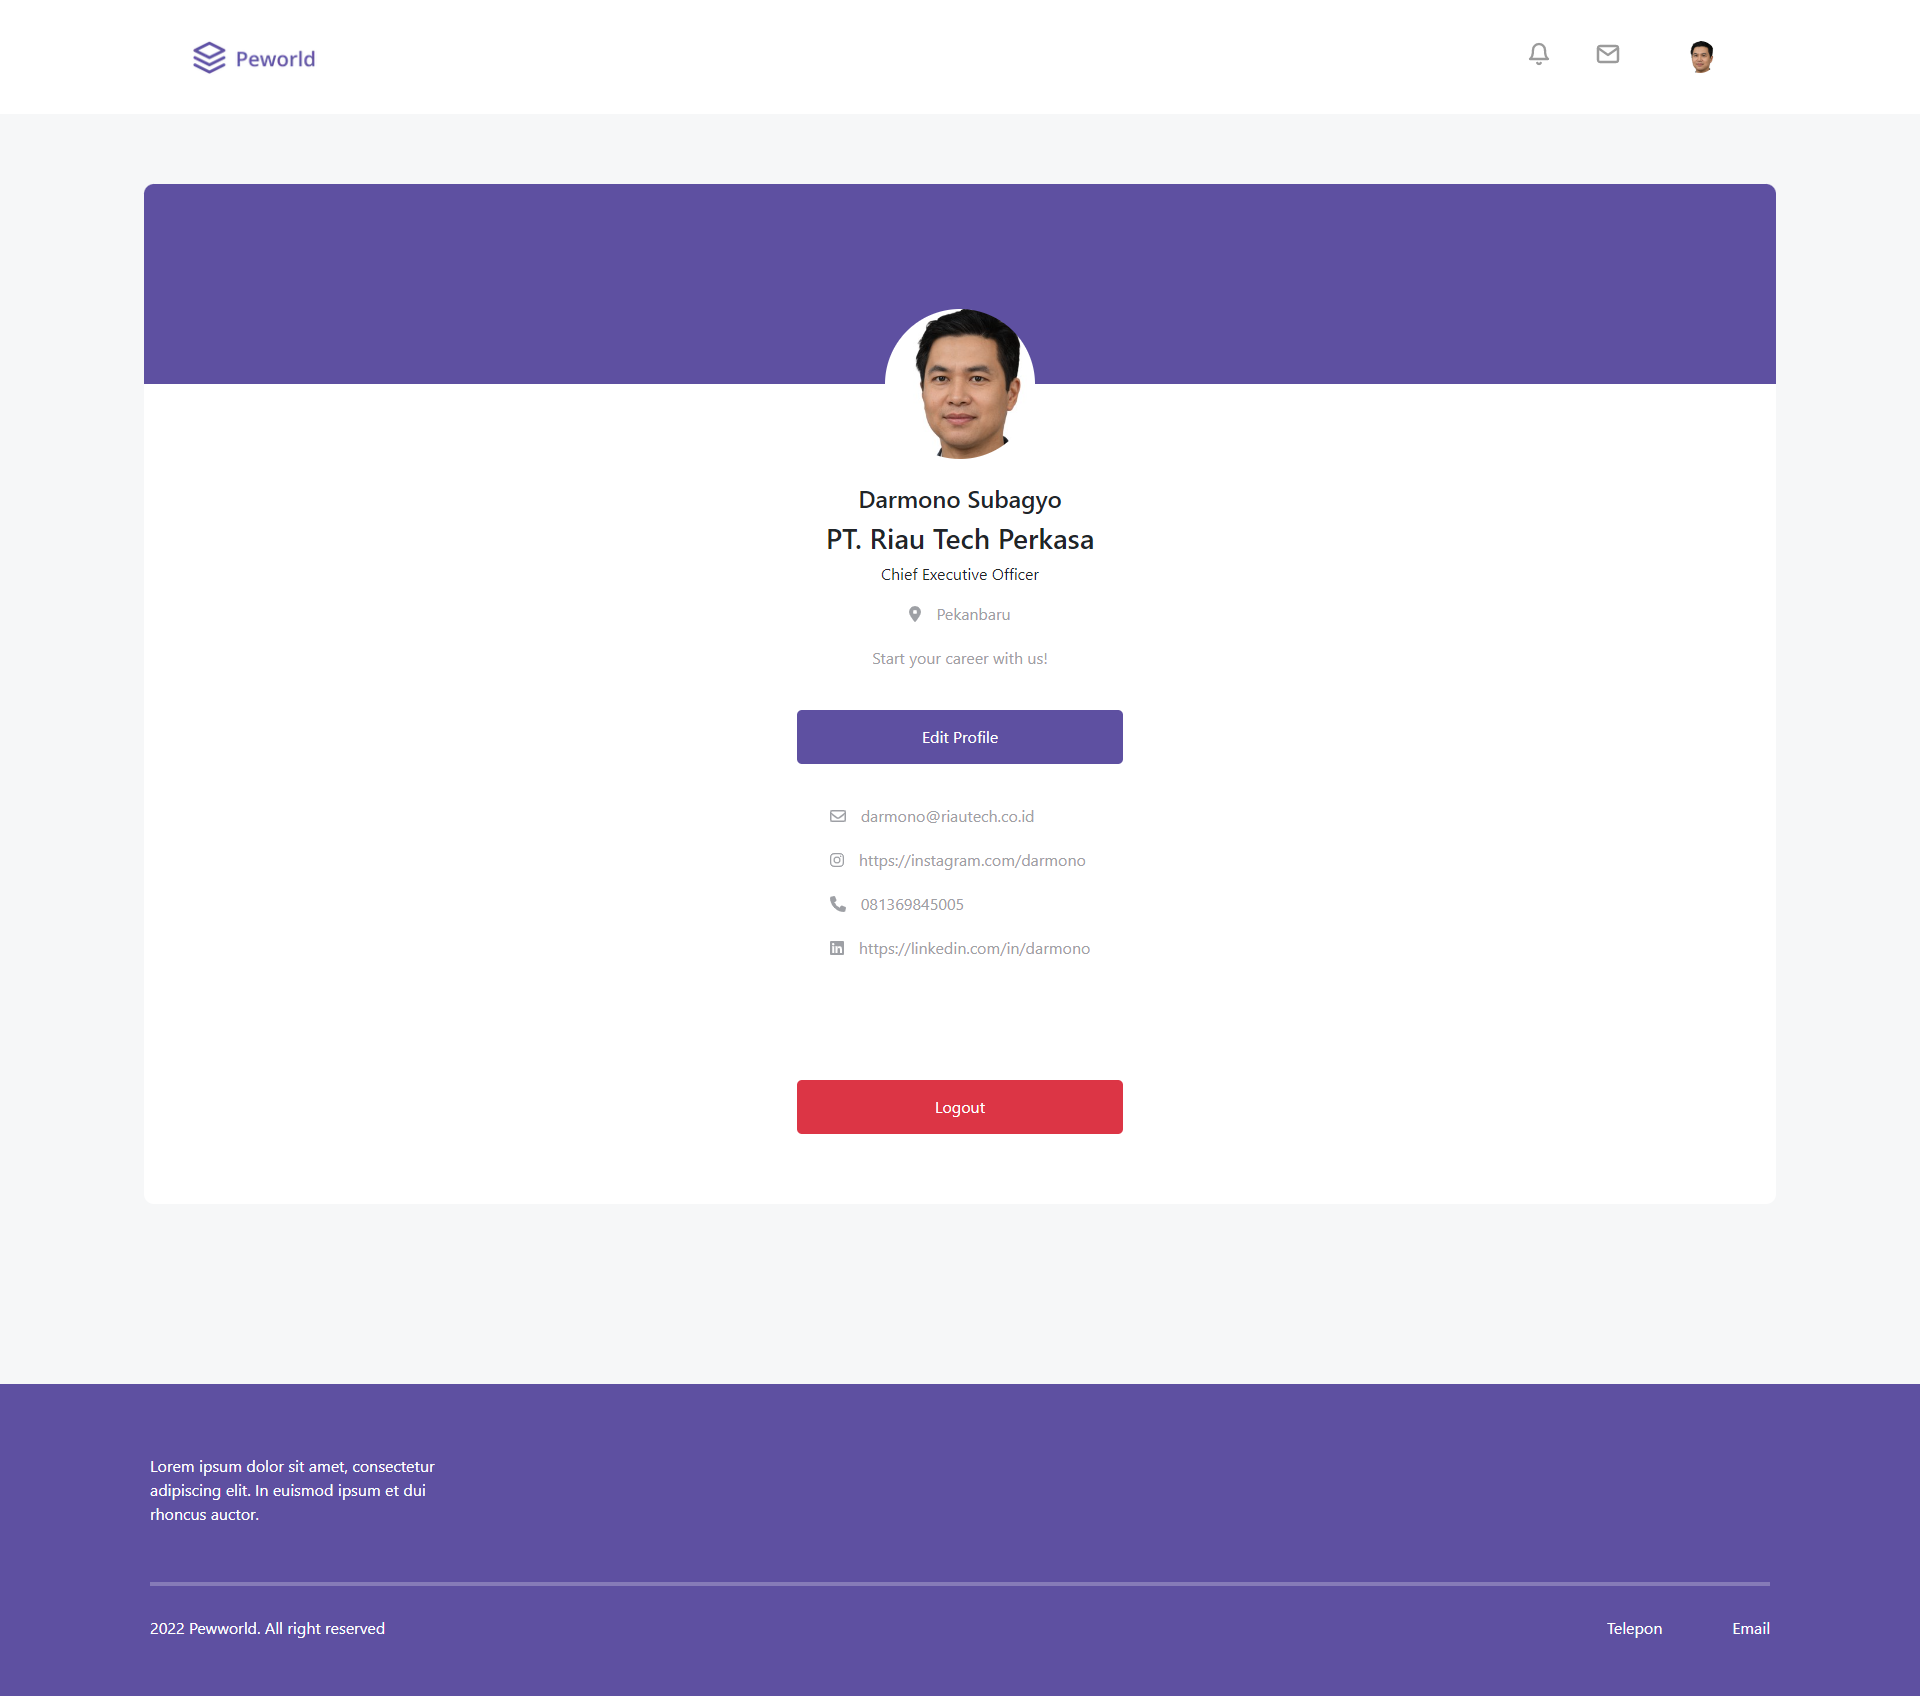 Peworld
Darmono Subagyo
PT. Riau Tech Perkasa
Chief Executive Officer
Pekanbaru
Start your career with us!
Edit Profile
darmono@riautech.co.id
https://instagram.com/darmono
081369845005
https://linkedin.com/in/darmono
Logout
Lorem ipsum dolor sit amet, consectetur
adipiscing elit. In euismod ipsum et dui
rhoncus auctor.
2022 Pewworld. All right reserved
Telepon
Email